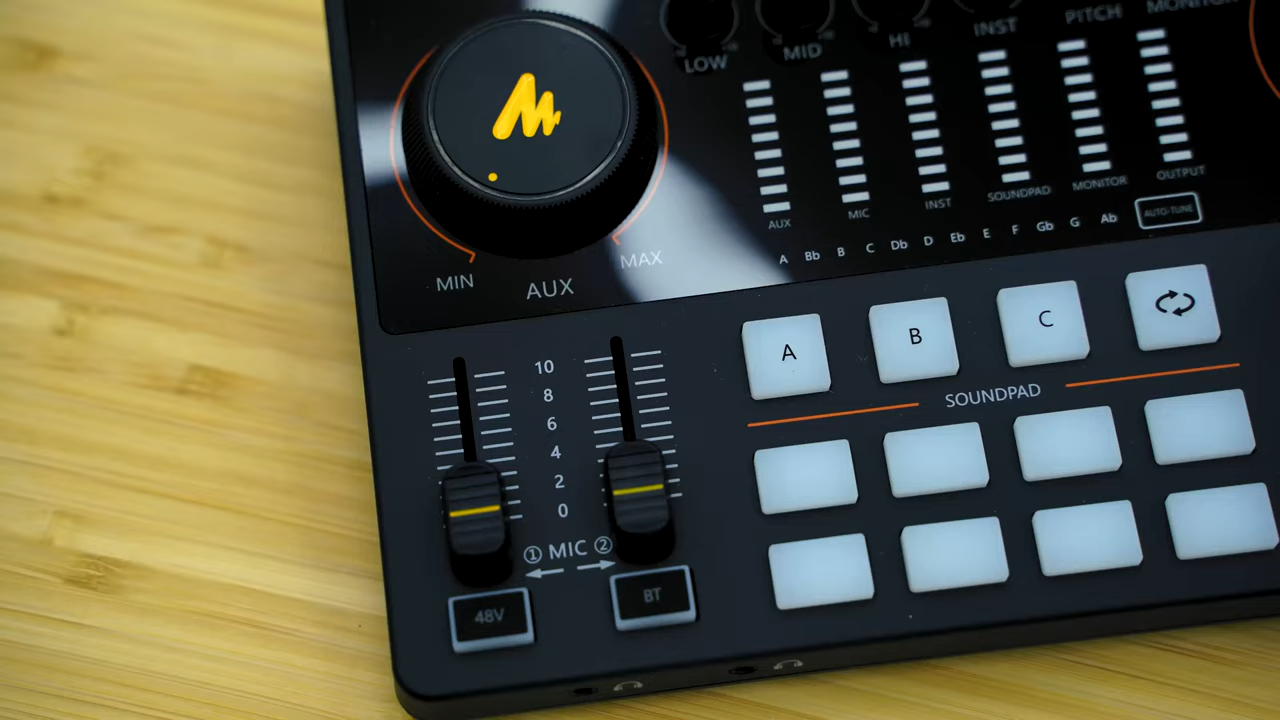 LOW MID HI INST PITCH MONITOR
AUX MIC INST SOUNDPAD MONITOR OUTPUT
A Bb B C Db D Eb E F Gb G Ab AUTO-TUNE
MIN AUX MAX
A B C
SOUNDPAD
10
8
6
4
2
0
① MIC ②
48V BT